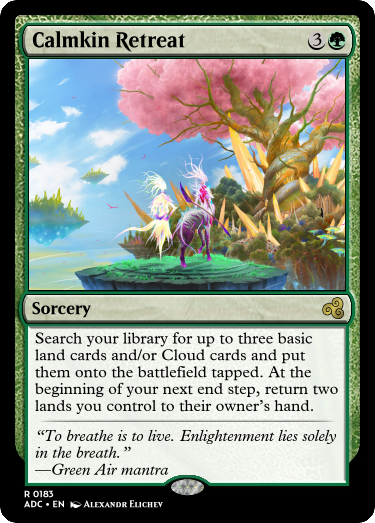 Calmkin Retreat 3
Sorcery
Search your library for up to three basic
land cards and/or Cloud cards and put
them onto the battlefield tapped. At the
beginning of your next end step, return two
lands you control to their owner's hand.
“To breathe is to live. Enlightenment lies solely
in the breath.”
—Green Air mantra
R 0183
ADC • EN Alexandr Elichev